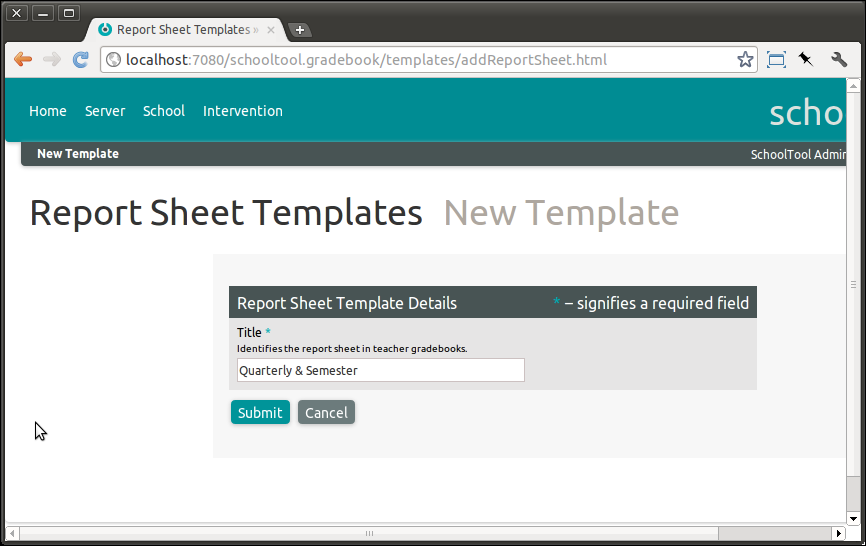 Report Sheet Templates »
localhost:7080/schooltool.gradebook/templates/addReportSheet.html
Home Server School Intervention
scho
New Template
SchoolTool Admin
Report Sheet Templates New Template
Report Sheet Template Details * – signifies a required field
Title *
Identifies the report sheet in teacher gradebooks.
Quarterly & Semester
Submit Cancel